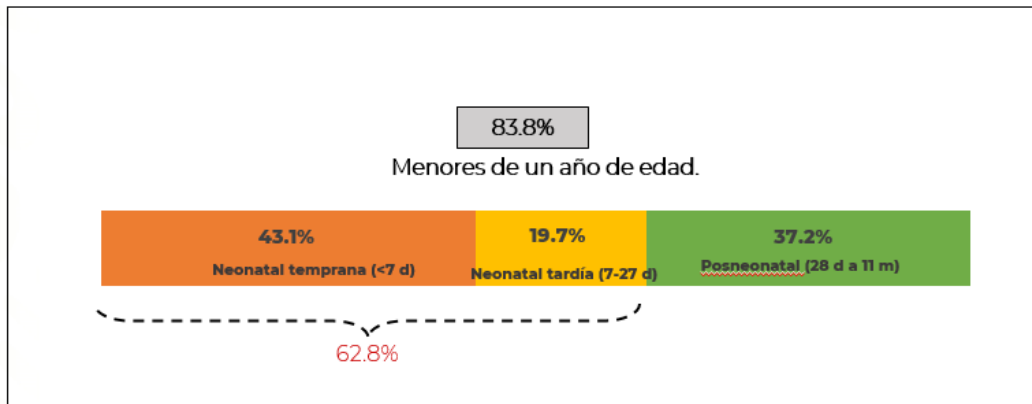 83.8%
Menores de un año de edad.
43.1%
Neonatal temprana (<7 d)
19.7%
Neonatal tardía (7-27 d)
37.2%
Posneonatal (28 d a 11 m)
62.8%